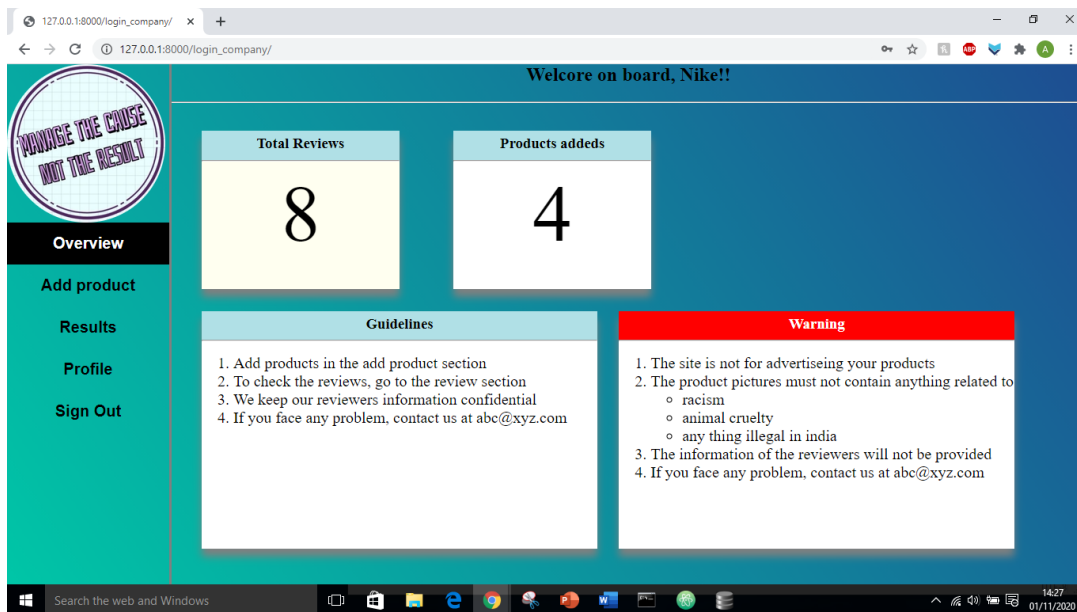 127.0.0.1:8000/login_company/
127.0.0.1:8000/login_company/
ABP
A
MANAGE THE CAUSE
NOT THE RESULT
Welcore on board, Nike!!
Overview
Add product
Results
Profile
Sign Out
Total Reviews
8
Products addeds
4
Guidelines
1. Add products in the add product section
2. To check the reviews, go to the review section
3. We keep our reviewers information confidential
4. If you face any problem, contact us at abc@xyz.com
Warning
1. The site is not for advertiseing your products
2. The product pictures must not contain anything related to
racism
animal cruelty
any thing illegal in india
3. The information of the reviewers will not be provided
4. If you face any problem, contact us at abc@xyz.com
Search the web and Windows
14:27
01/11/2020